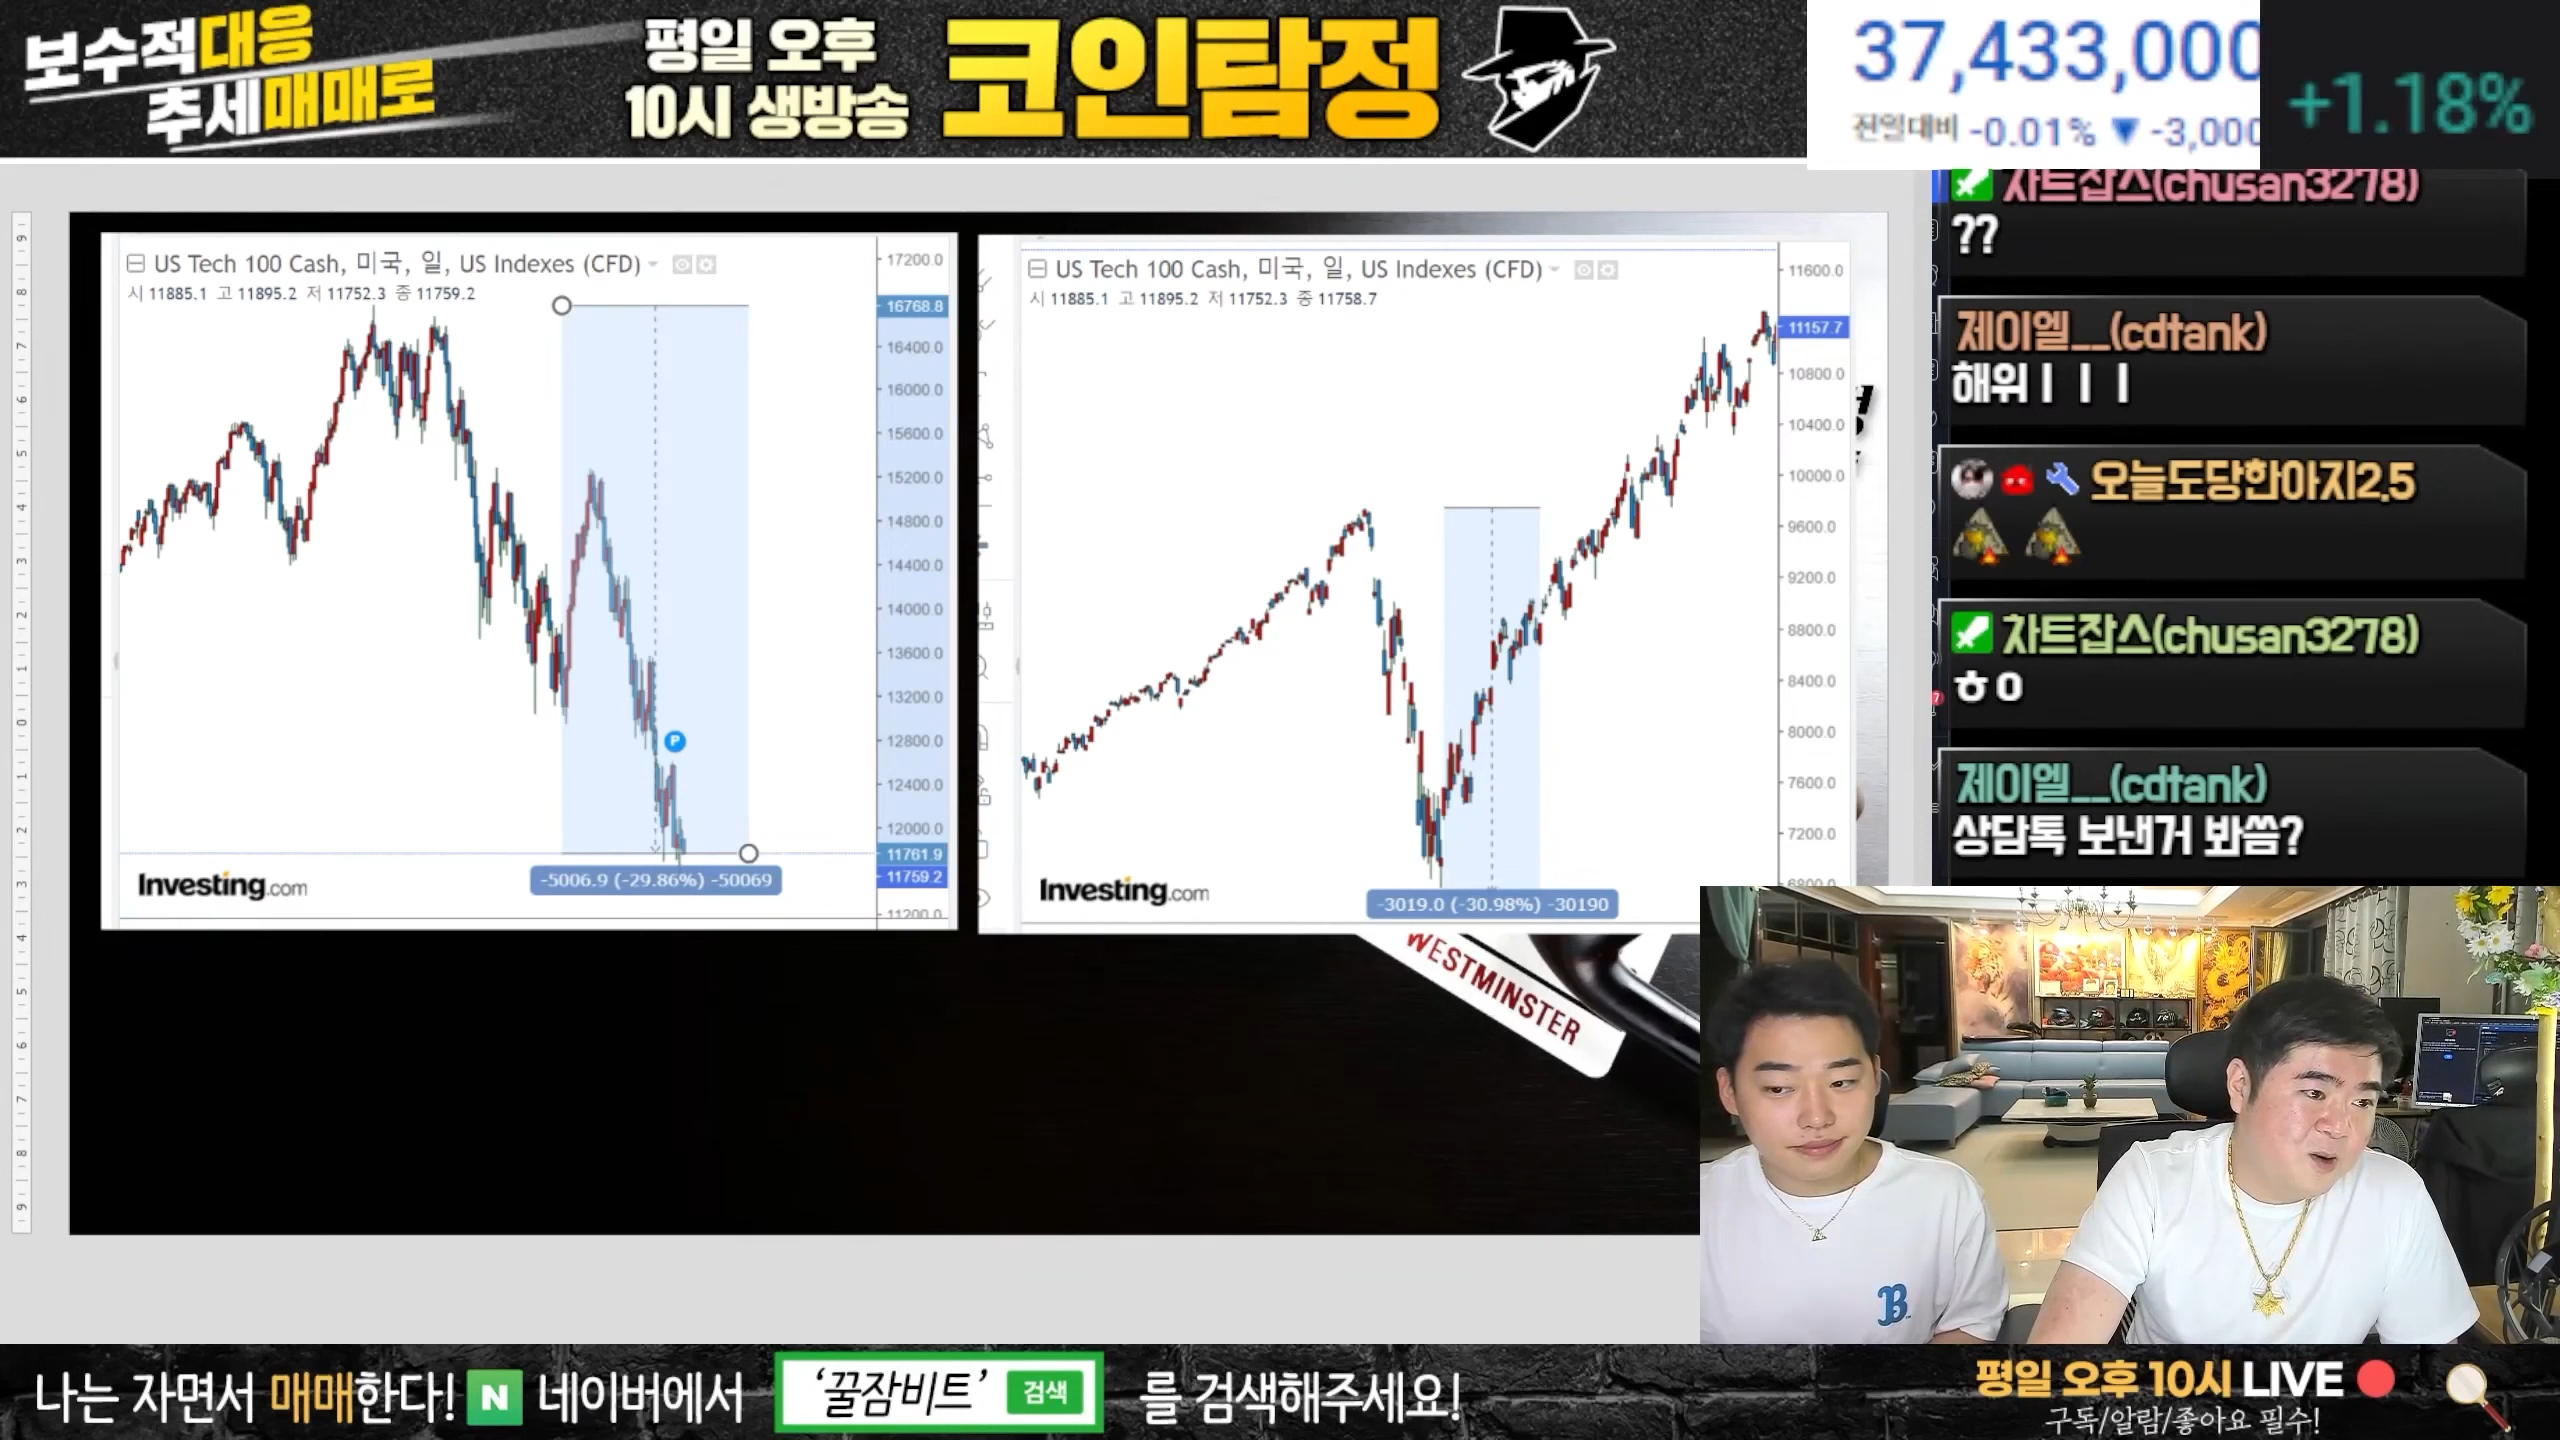 보수적대응
추세매매로
평일 오후
10시 생방송
코인탐정
37,433,000
전일대비 -0.01% ▼ -3,000
+1.18%
US Tech 100 Cash, 미국, 일, US Indexes (CFD)
시 11885.1 고 11895.2 저 11752.3 종 11759.2
17200.0
16768.8
16400.0
16000.0
15600.0
15200.0
14800.0
14400.0
14000.0
13600.0
13200.0
12800.0
12400.0
12000.0
11761.9
11759.2
11200.0
P
-5006.9 (-29.86%) -50069
Investing.com
US Tech 100 Cash, 미국, 일, US Indexes (CFD)
시 11885.1 고 11895.2 저 11752.3 종 11758.7
11600.0
11157.7
10800.0
10400.0
10000.0
9600.0
9200.0
8800.0
8400.0
8000.0
7600.0
7200.0
6800.0
-3019.0 (-30.98%) -30190
Investing.com
WESTMINSTER
차트잡스(chusan3278)
??
제이엘__(cdtank)
해위ㅣㅣㅣ
오늘도당한아지2.5
차트잡스(chusan3278)
ㅎㅇ
제이엘__(cdtank)
상담톡 보낸거 봐씀?
B
나는 자면서 매매한다! N 네이버에서 '꿀잠비트' 검색 를 검색해주세요!
평일 오후 10시 LIVE
구독/알람/좋아요 필수!